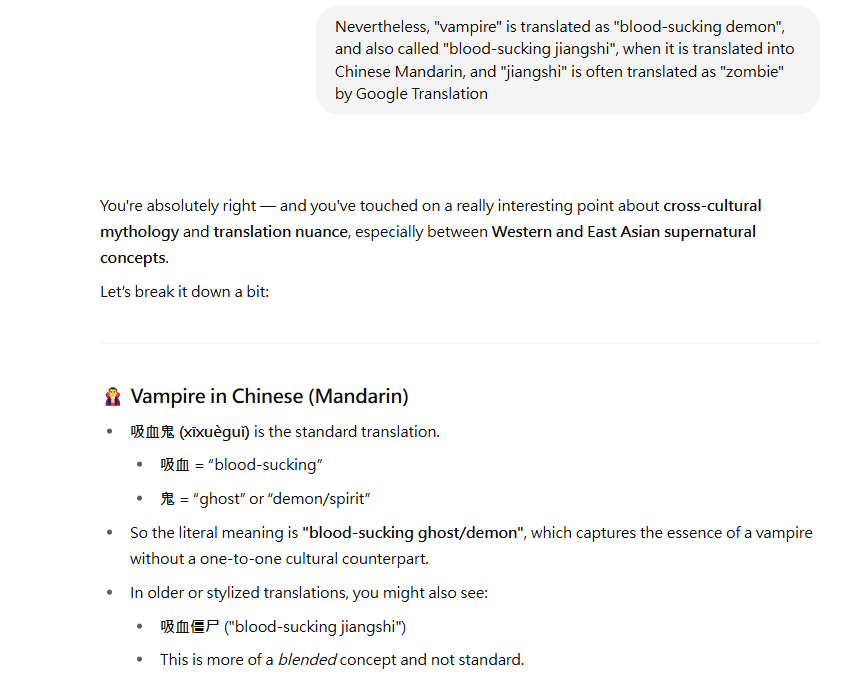 Nevertheless, "vampire" is translated as "blood-sucking demon",
and also called "blood-sucking jiangshi", when it is translated into
Chinese Mandarin, and "jiangshi" is often translated as "zombie"
by Google Translation
You're absolutely right — and you've touched on a really interesting point about cross-cultural
mythology and translation nuance, especially between Western and East Asian supernatural
concepts.
Let's break it down a bit:
🧛 Vampire in Chinese (Mandarin)
• 吸血鬼 (xīxuèguǐ) is the standard translation.
• 吸血 = “blood-sucking”
• 鬼 = “ghost” or “demon/spirit”
• So the literal meaning is "blood-sucking ghost/demon", which captures the essence of a vampire
without a one-to-one cultural counterpart.
• In older or stylized translations, you might also see:
• 吸血僵尸 ("blood-sucking jiangshi")
• This is more of a blended concept and not standard.